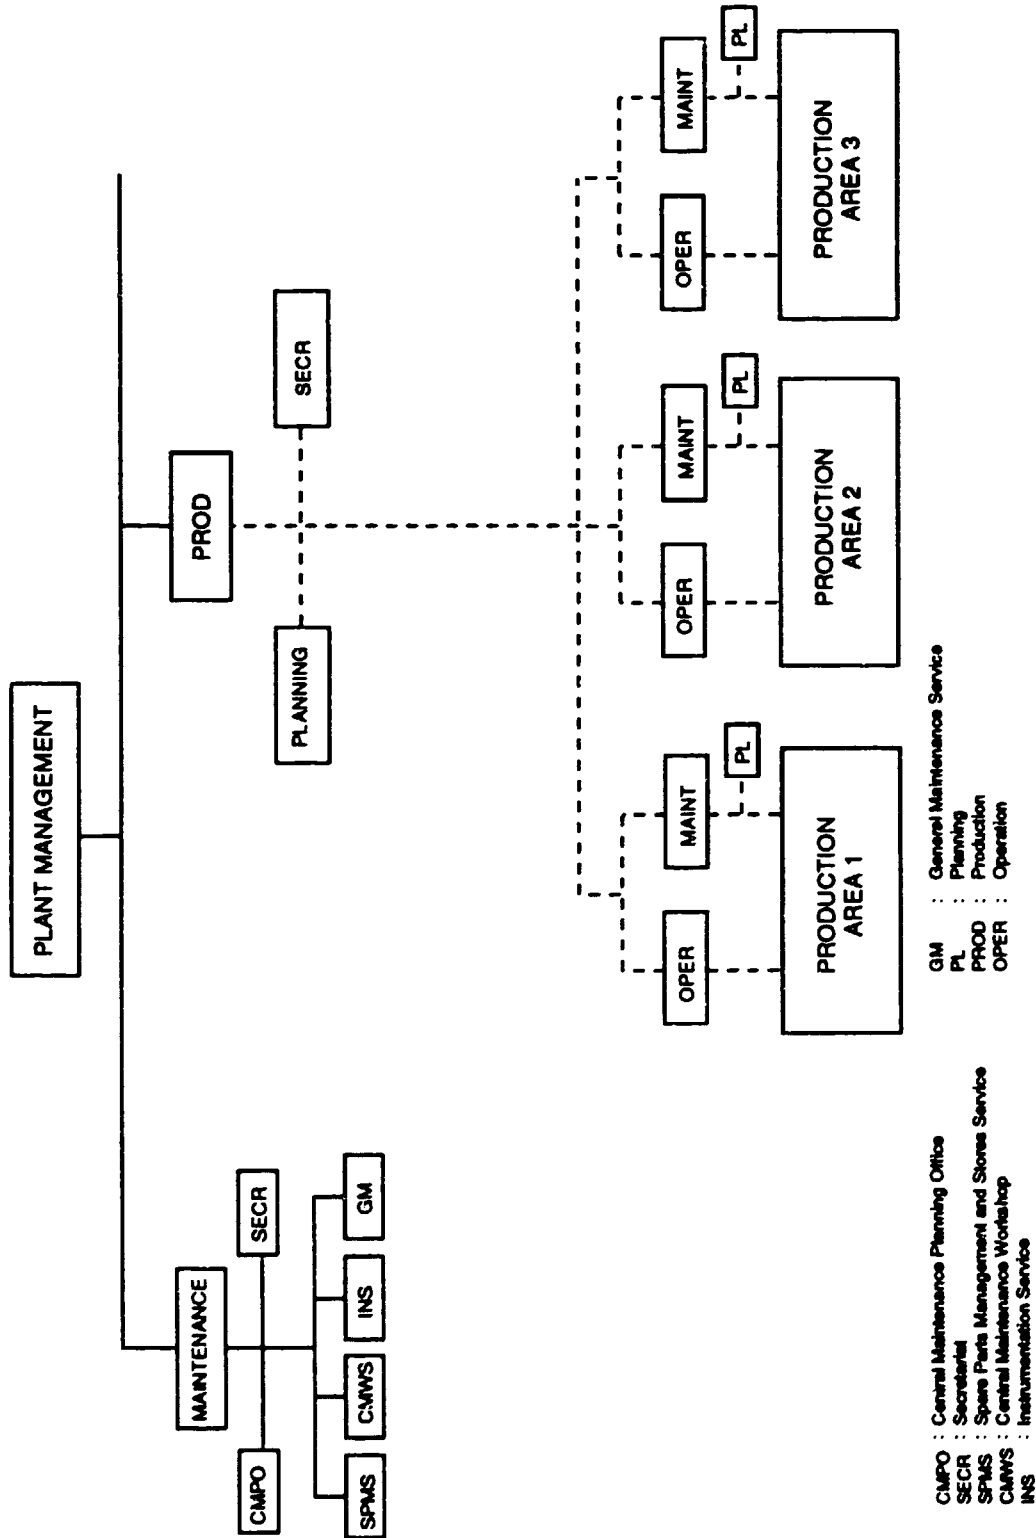 PLANT MANAGEMENT
MAINTENANCE
PROD
CMPO
SECR
PLANNING
SECR
SPMS
CMWS
INS
GM
OPER
MAINT
PL
OPER
MAINT
PL
OPER
MAINT
PL
PRODUCTION
AREA 1
PRODUCTION
AREA 2
PRODUCTION
AREA 3
CMPO : Central Maintenance Planning Office
SECR : Secretariat
SPMS : Spare Parts Management and Stores Service
CMWS : Central Maintenance Workshop
INS : Instrumentation Service
GM : General Maintenance Service
PL : Planning
PROD : Production
OPER : Operation